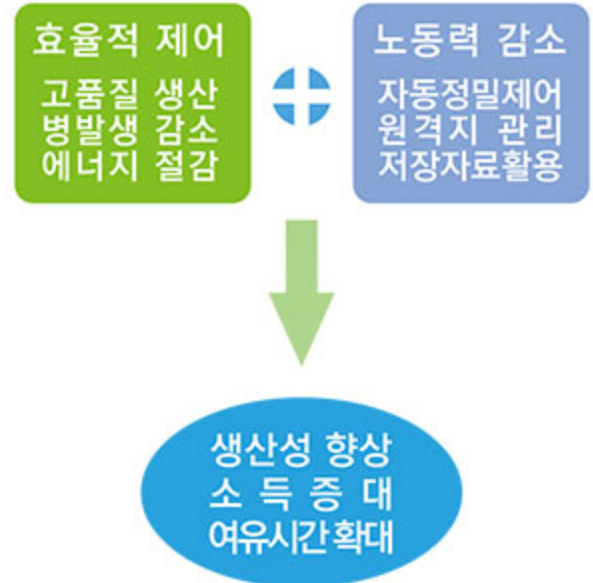 효율적 제어
고품질 생산
병발생 감소
에너지 절감
노동력 감소
자동정밀제어
원격지 관리
저장자료활용
생산성 향상
소 득 증 대
여유시간 확대